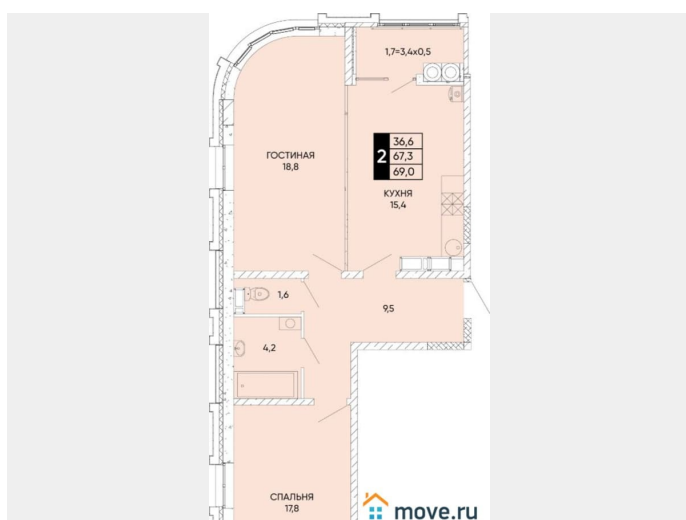 1,7=3,4x0,5
36,6
2 67,3
69,0
ГОСТИНАЯ
18,8
КУХНЯ
15,4
1,6
9,5
4,2
СПАЛЬНЯ
17,8
move.ru